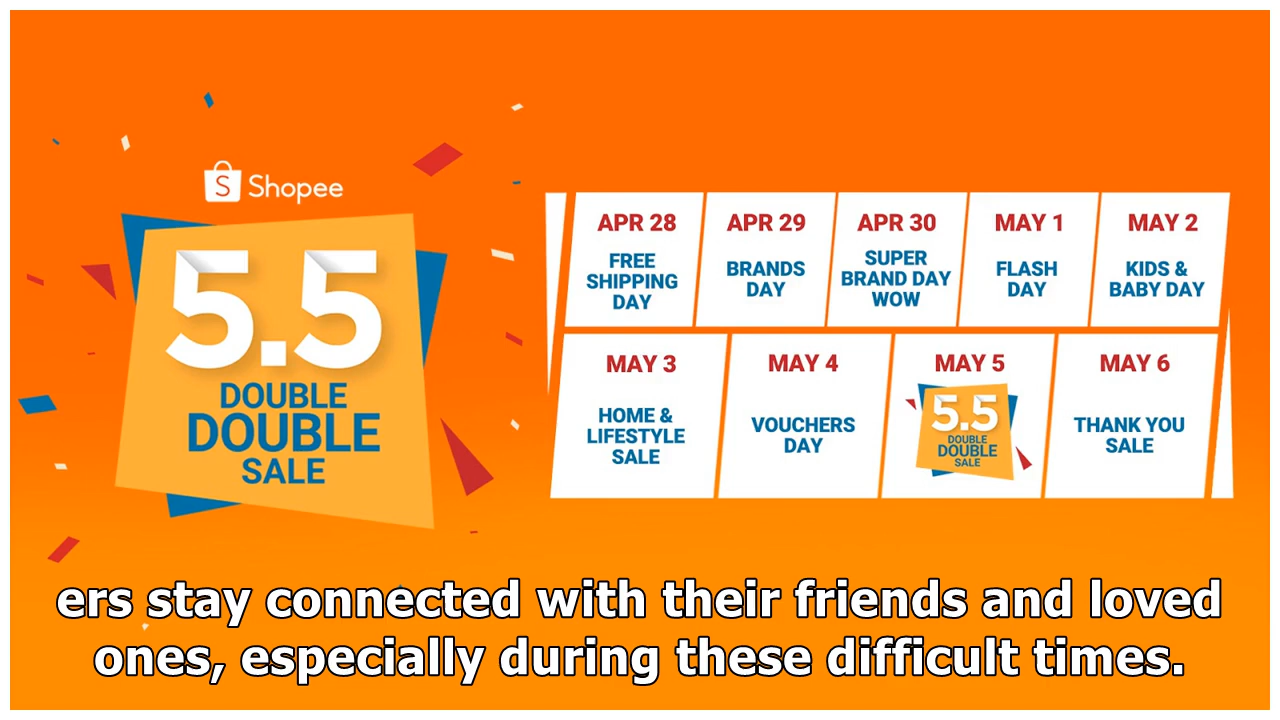 Shopee
5.5
DOUBLE
DOUBLE
SALE
APR 28
FREE
SHIPPING
DAY
APR 29
BRANDS
DAY
APR 30
SUPER
BRAND DAY
WOW
MAY 1
FLASH
DAY
MAY 2
KIDS &
BABY DAY
MAY 3
HOME &
LIFESTYLE
SALE
MAY 4
VOUCHERS
DAY
MAY 5
5.5
DOUBLE
DOUBLE
SALE
MAY 6
THANK YOU
SALE
ers stay connected with their friends and loved
ones, especially during these difficult times.